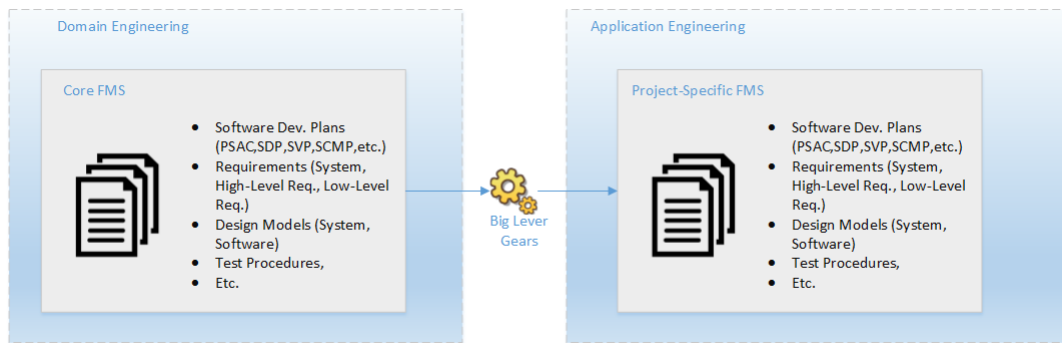 Domain Engineering
Core FMS
• Software Dev. Plans
(PSAC,SDP,SVP,SCMP,etc.)
• Requirements (System,
High-Level Req., Low-Level
Req.)
• Design Models (System,
Software)
• Test Procedures,
• Etc.
Big Lever
Gears
Application Engineering
Project-Specific FMS
• Software Dev. Plans
(PSAC,SDP,SVP,SCMP,etc.)
• Requirements (System,
High-Level Req., Low-Level
Req.)
• Design Models (System,
Software)
• Test Procedures,
• Etc.